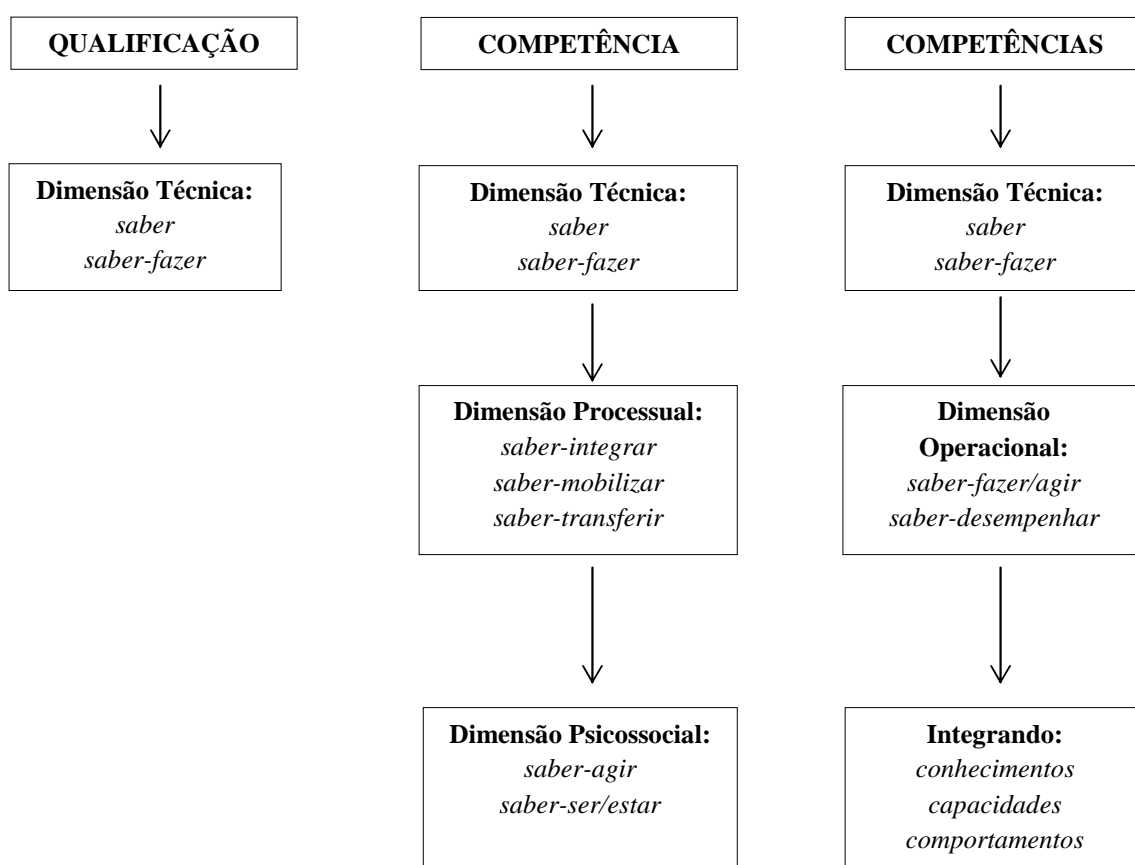 QUALIFICAÇÃO
COMPETÊNCIA
COMPETÊNCIAS
Dimensão Técnica:
saber
saber-fazer
Dimensão Técnica:
saber
saber-fazer
Dimensão Técnica:
saber
saber-fazer
Dimensão Processual:
saber-integrar
saber-mobilizar
saber-transferir
Dimensão
Operacional:
saber-fazer/agir
saber-desempenhar
Dimensão Psicossocial:
saber-agir
saber-ser/estar
Integrando:
conhecimentos
capacidades
comportamentos